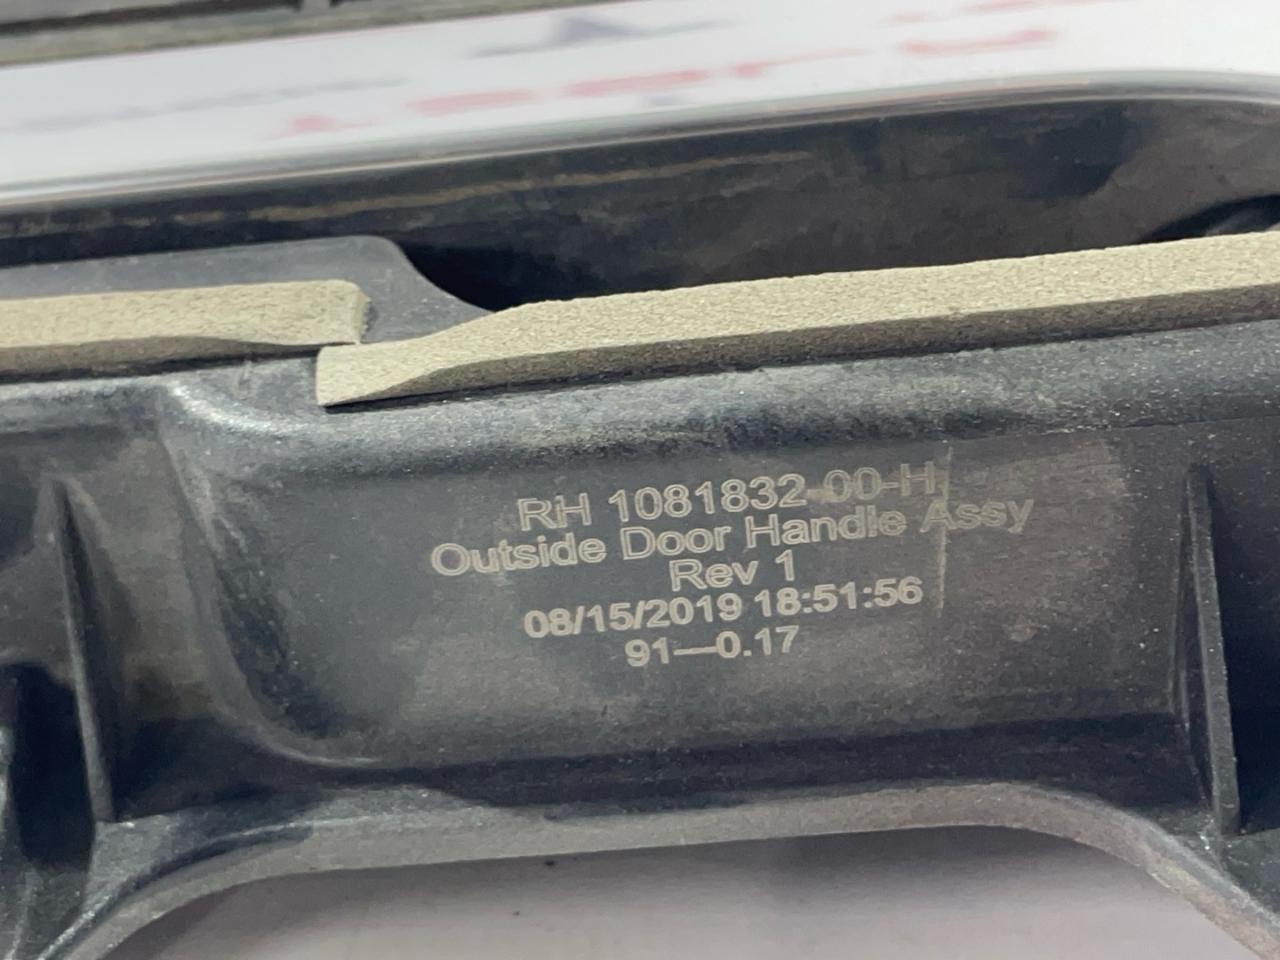 RH 1081832-00-H
Outside Door Handle Assy
Rev 1
08/15/2019 18:51:56
91—0.17